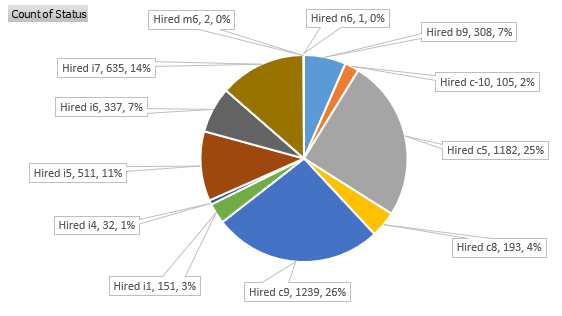 Count of Status
Hired m6, 2, 0%
Hired n6, 1, 0%
Hired b9, 308, 7%
Hired c-10, 105, 2%
Hired c5, 1182, 25%
Hired c8, 193, 4%
Hired c9, 1239, 26%
Hired i1, 151, 3%
Hired i4, 32, 1%
Hired i5, 511, 11%
Hired i6, 337, 7%
Hired i7, 635, 14%